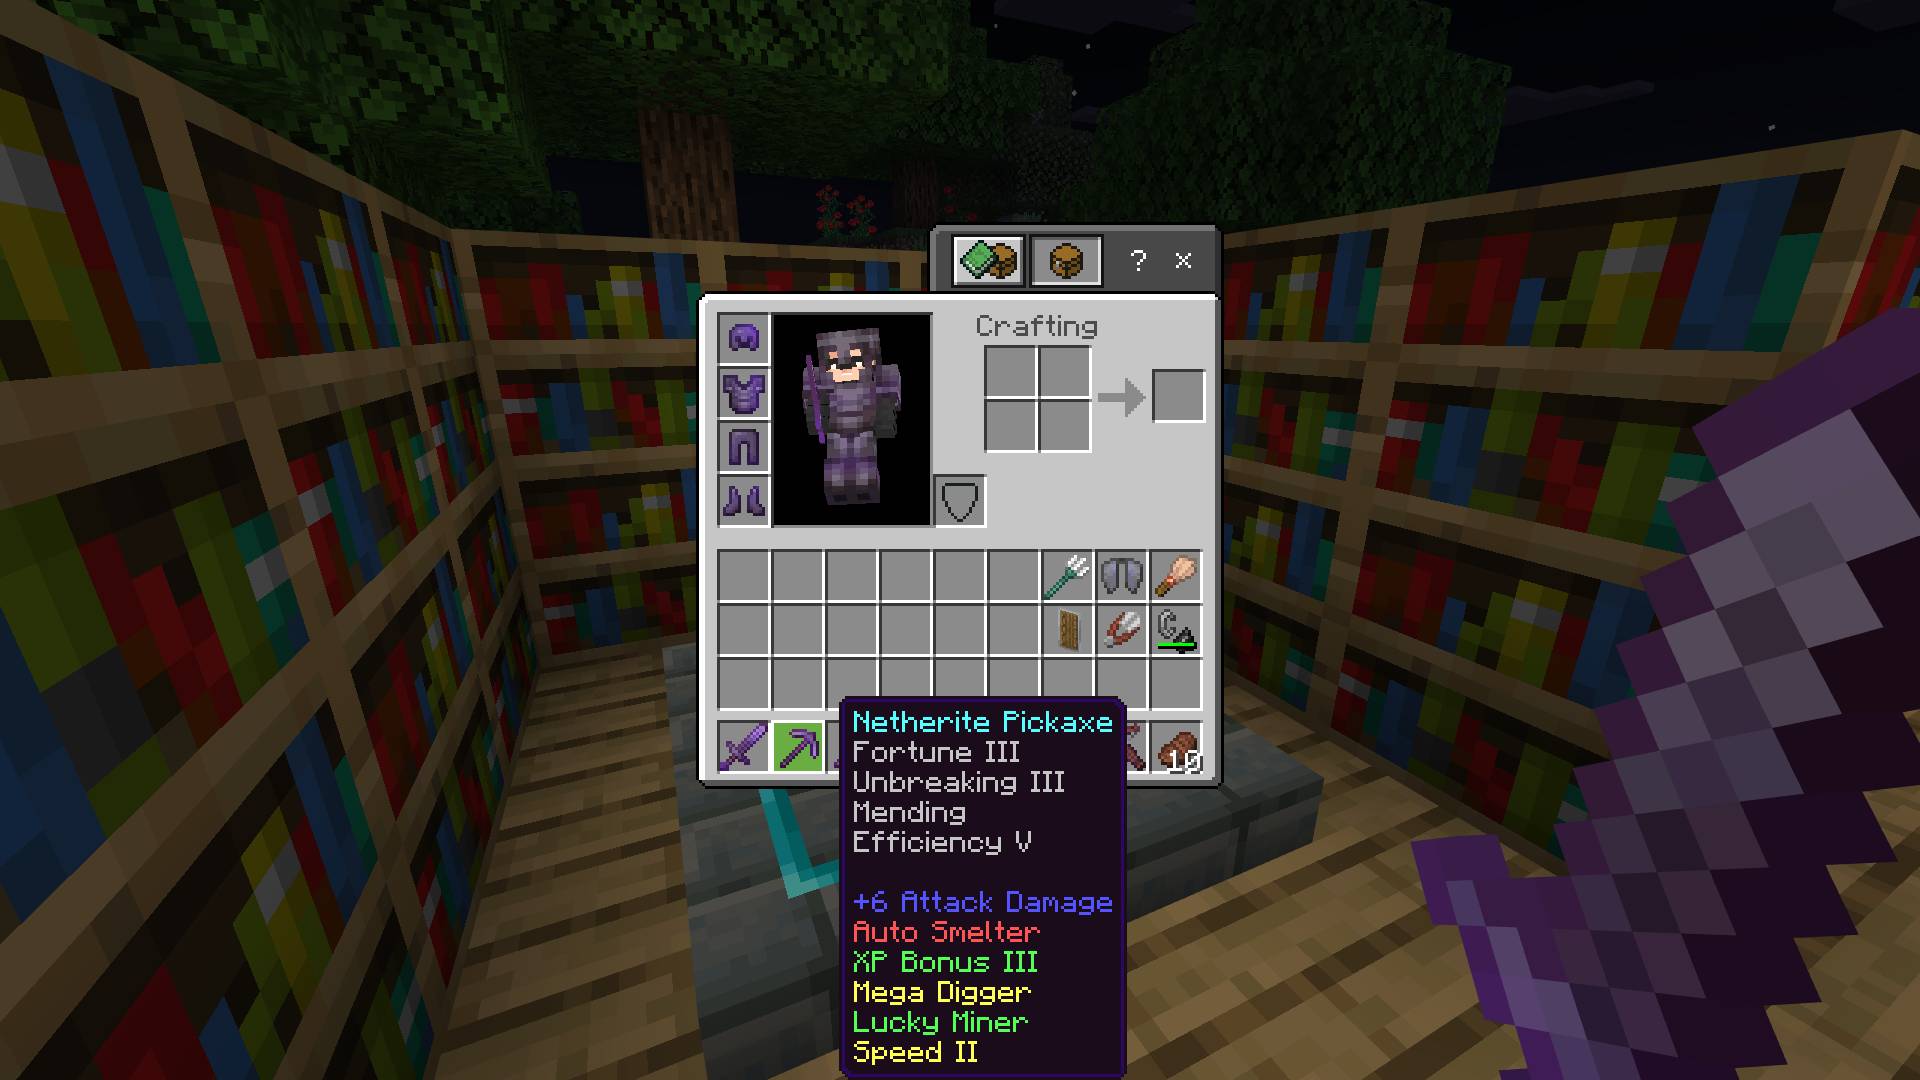 ? ×
Crafting
10
Netherite Pickaxe
Fortune III
Unbreaking III
Mending
Efficiency V
+6 Attack Damage
Auto Smelter
XP Bonus III
Mega Digger
Lucky Miner
Speed II